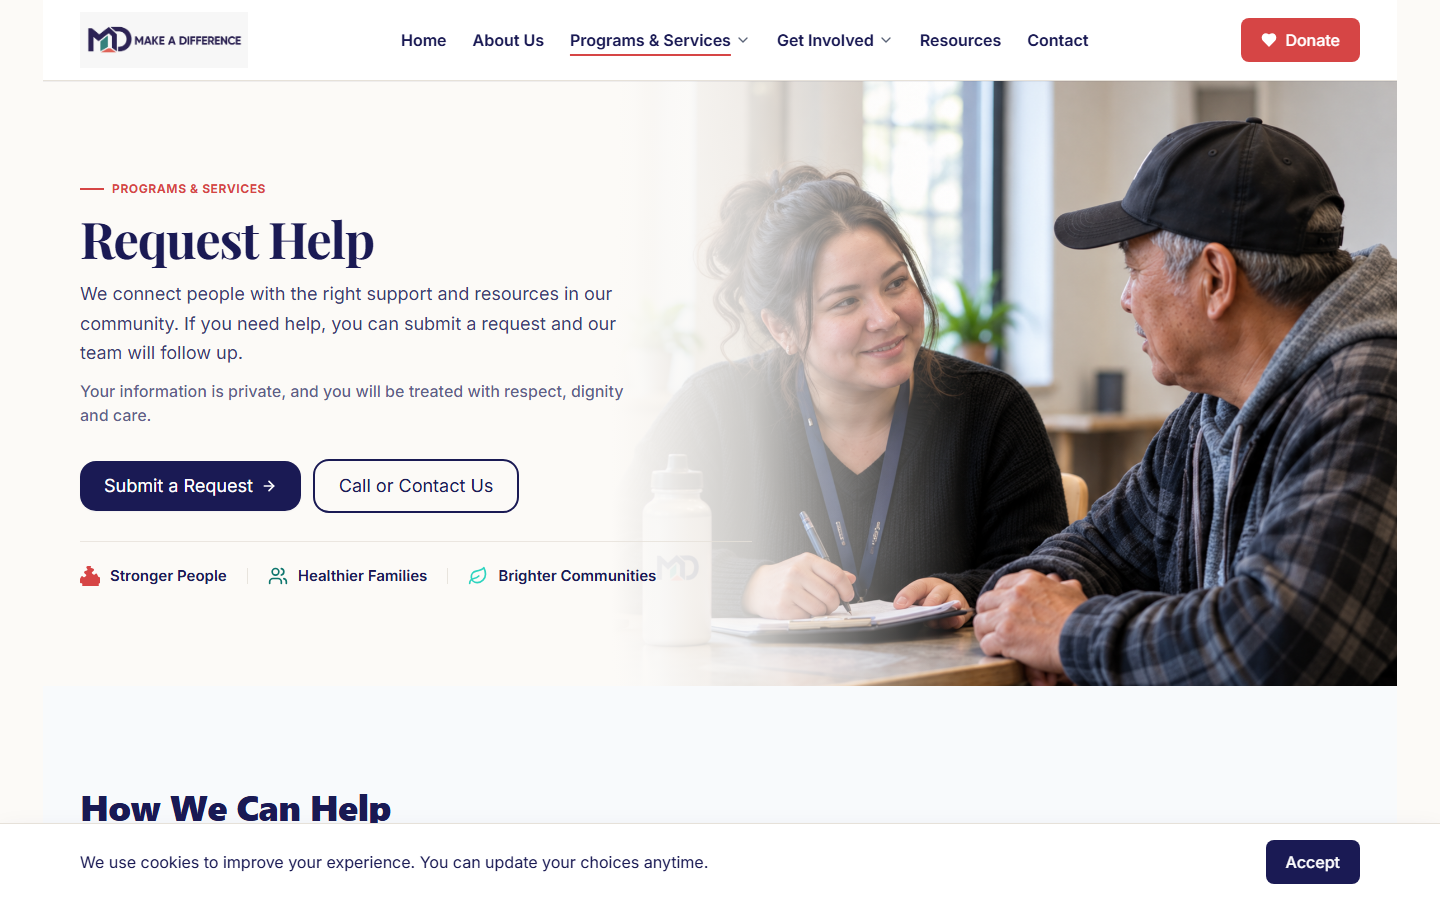 MD MAKE A DIFFERENCE
Home
About Us
Programs & Services
Get Involved
Resources
Contact
Donate
PROGRAMS & SERVICES
Request Help
We connect people with the right support and resources in our
community. If you need help, you can submit a request and our
team will follow up.
Your information is private, and you will be treated with respect, dignity
and care.
Submit a Request
Call or Contact Us
Stronger People
Healthier Families
Brighter Communities
MD
How We Can Help
We use cookies to improve your experience. You can update your choices anytime.
Accept